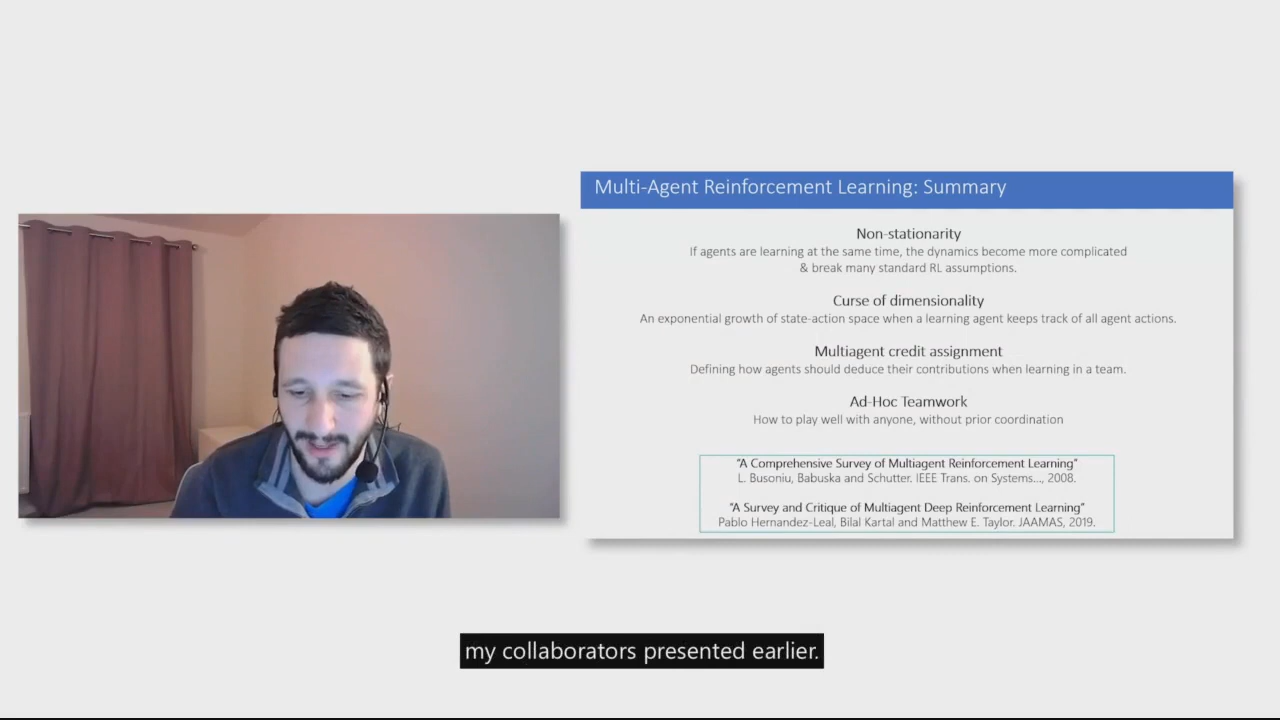 Multi-Agent Reinforcement Learning: Summary
Non-stationarity
If agents are learning at the same time, the dynamics become more complicated
& break many standard RL assumptions.
Curse of dimensionality
An exponential growth of state-action space when a learning agent keeps track of all agent actions.
Multiagent credit assignment
Defining how agents should deduce their contributions when learning in a team.
Ad-Hoc Teamwork
How to play well with anyone, without prior coordination
"A Comprehensive Survey of Multiagent Reinforcement Learning"
L. Busoniu, Babuska and Schutter. IEEE Trans. on Systems..., 2008.
"A Survey and Critique of Multiagent Deep Reinforcement Learning"
Pablo Hernandez-Leal, Bilal Kartal and Matthew E. Taylor. JAAMAS, 2019.
my collaborators presented earlier.